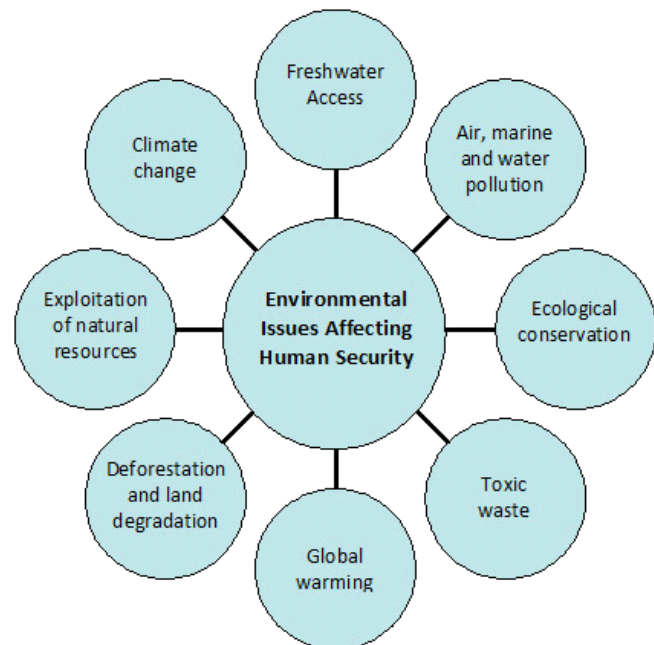 Freshwater
Access
Air, marine
and water
pollution
Ecological
conservation
Toxic
waste
Global
warming
Deforestation
and land
degradation
Exploitation
of natural
resources
Climate
change
Environmental
Issues Affecting
Human Security